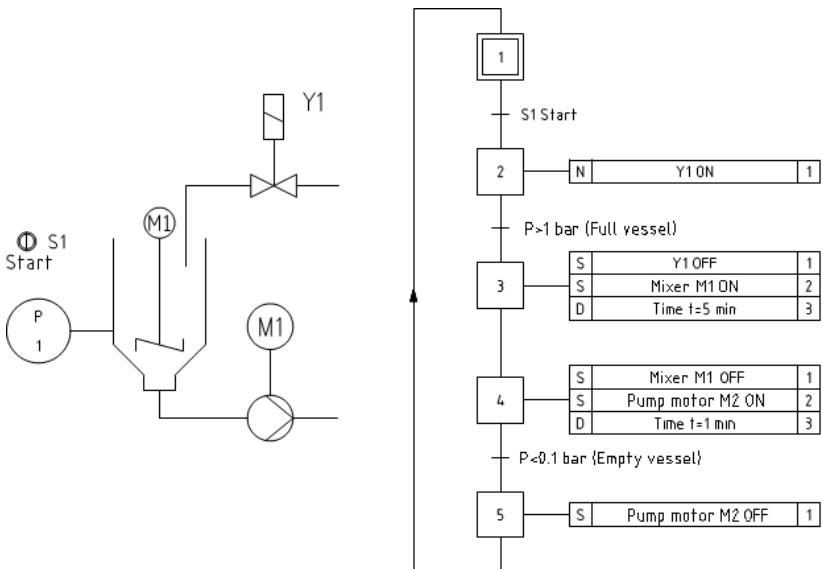 Y1
M1
S1
Start
P
1
M1
1
S1 Start
2
N Y1 ON 1
P>1 bar (Full vessel)
3
S Y1 OFF 1
S Mixer M1 ON 2
D Time t=5 min 3
4
S Mixer M1 OFF 1
S Pump motor M2 ON 2
D Time t=1 min 3
P<0.1 bar (Empty vessel)
5
S Pump motor M2 OFF 1